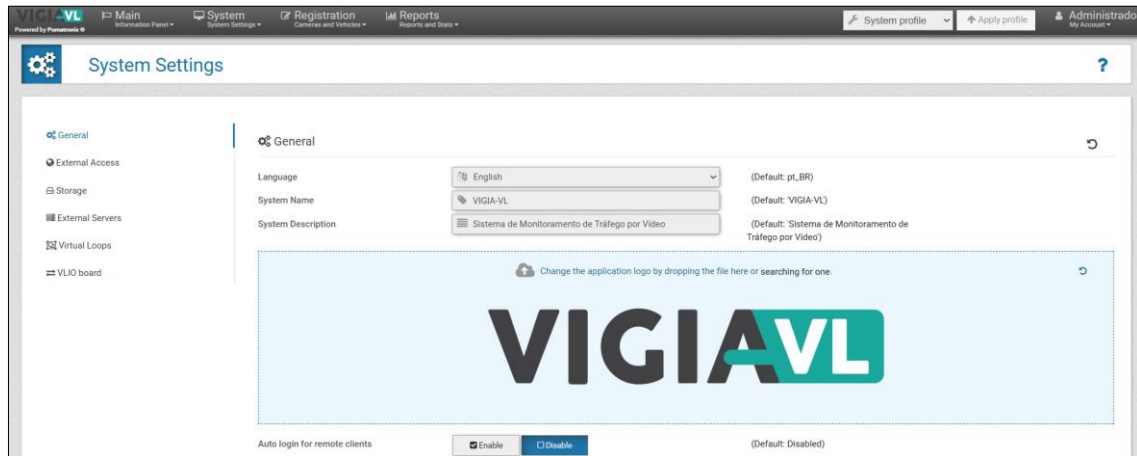 VIGIA-VL
Powered by Pumatronix ®
Main
Information Panel
System
System Settings
Registration
Cameras and Vehicles
Reports
Reports and Stats
System profile
Apply profile
Administrado
My Account
System Settings
?
General
External Access
Storage
External Servers
Virtual Loops
VLIO board
General
Language English (Default: pt_BR)
System Name VIGIA-VL (Default: 'VIGIA-VL')
System Description Sistema de Monitoramento de Tráfego por Vídeo (Default: 'Sistema de Monitoramento de
Tráfego por Vídeo')
Change the application logo by dropping the file here or searching for one.
VIGIAVL
Auto login for remote clients Enable Disable (Default: Disabled)